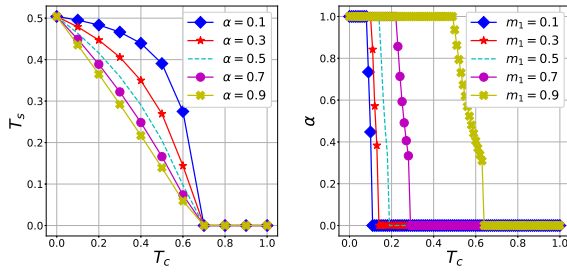 0.5
0.4
0.3
0.2
0.1
0.0
T_s
0.0 0.2 0.4 0.6 0.8 1.0
T_c
α = 0.1
α = 0.3
α = 0.5
α = 0.7
α = 0.9
1.0
0.8
0.6
0.4
0.2
0.0
α
0.0 0.2 0.4 0.6 0.8 1.0
T_c
m_1 = 0.1
m_1 = 0.3
m_1 = 0.5
m_1 = 0.7
m_1 = 0.9